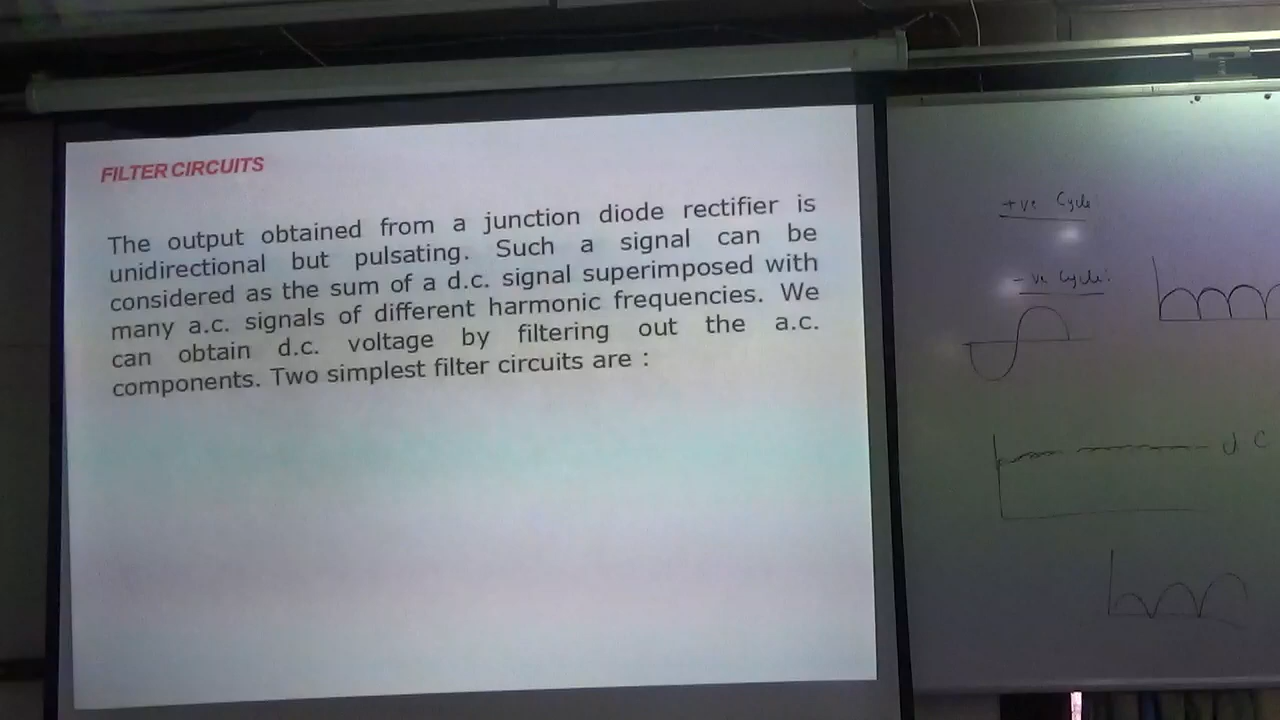 FILTER CIRCUITS
The output obtained from a junction diode rectifier is
unidirectional but pulsating. Such a signal can be
considered as the sum of a d.c. signal superimposed with
many a.c. signals of different harmonic frequencies. We
can obtain d.c. voltage by filtering out the a.c.
components. Two simplest filter circuits are :
+ve Cycle:
-ve Cycle: